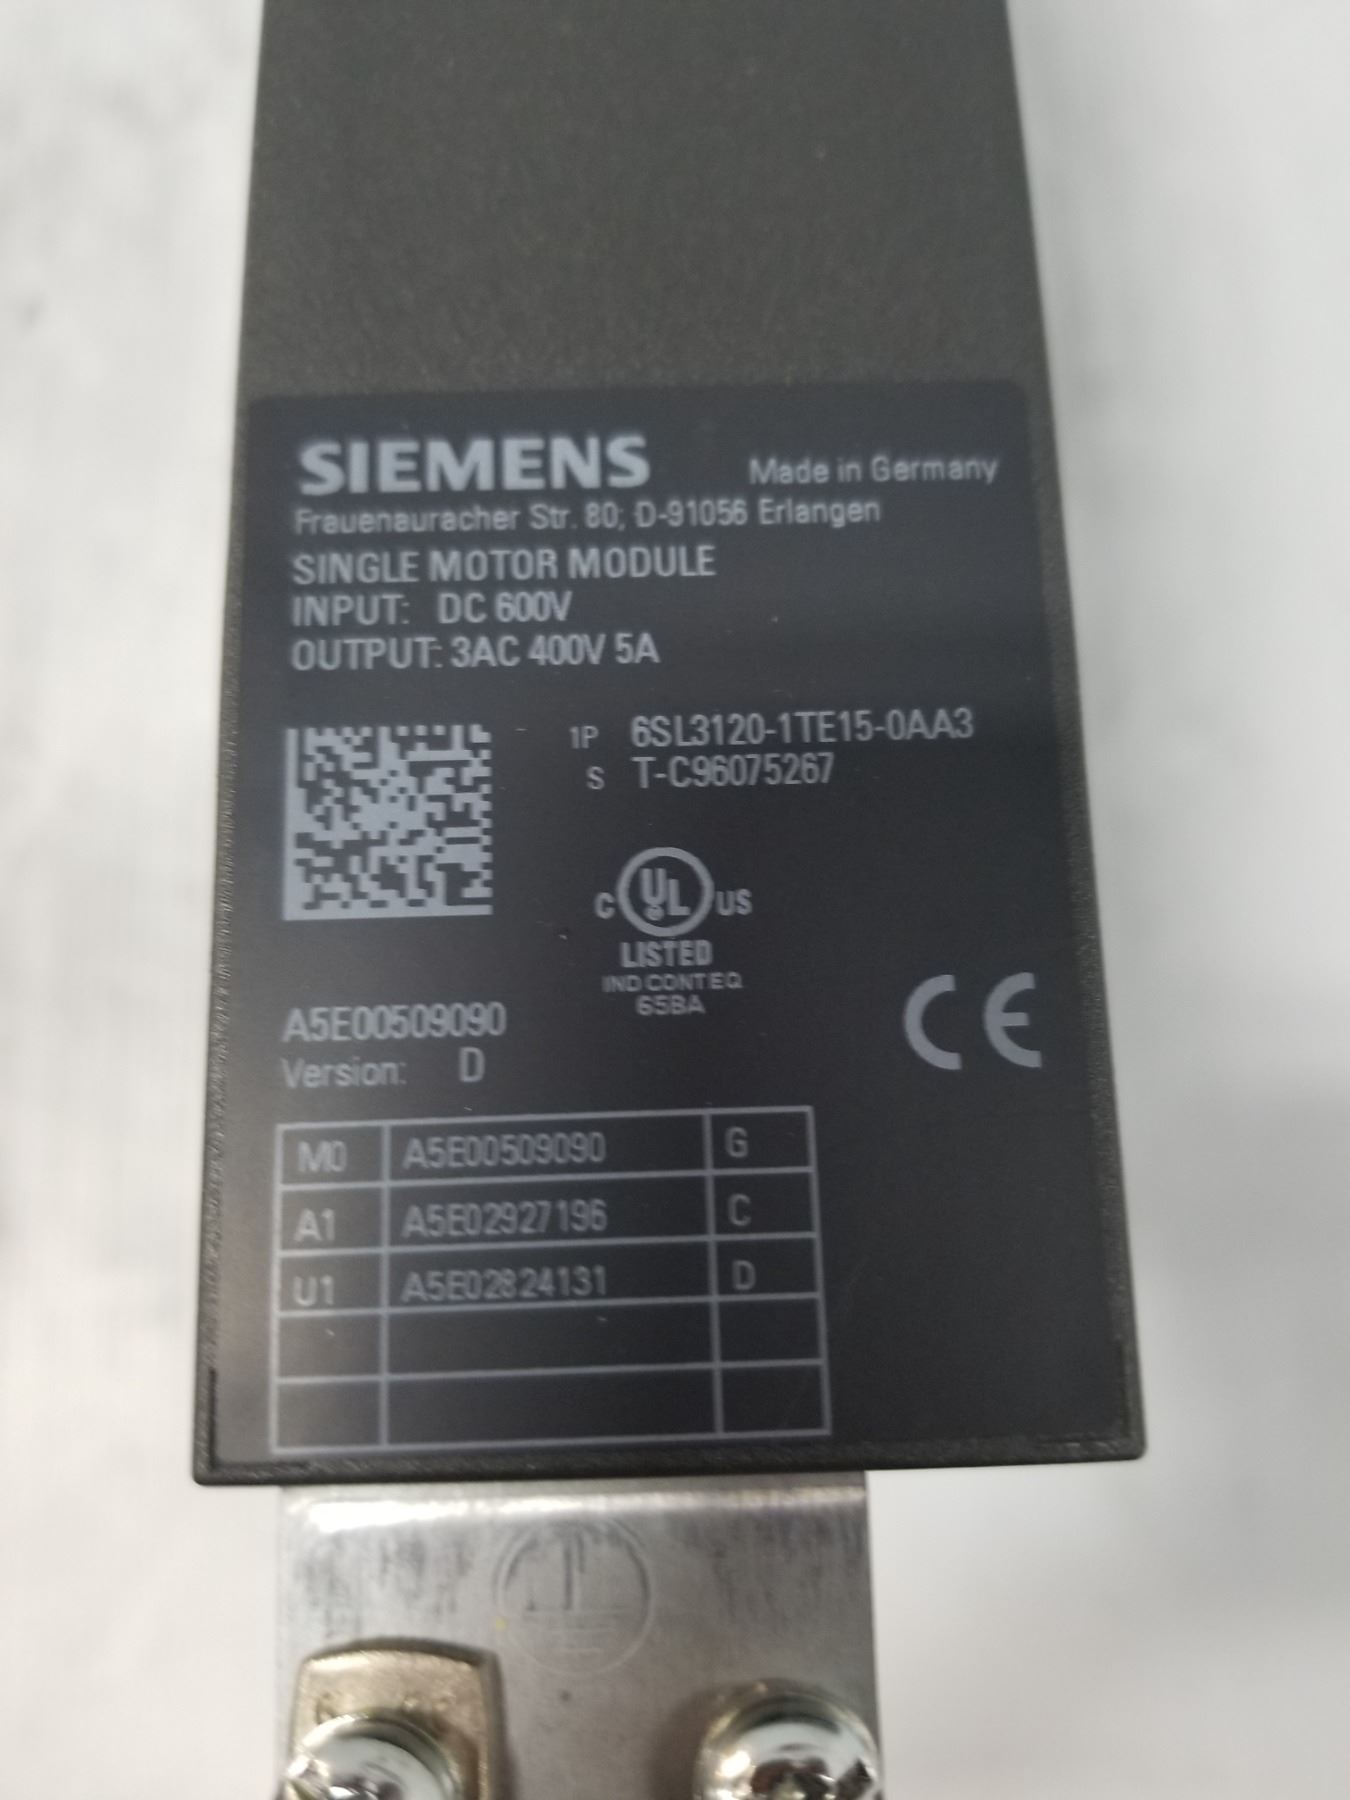 SIEMENS Made in Germany
Frauenauracher Str. 80; D-91056 Erlangen
SINGLE MOTOR MODULE
INPUT: DC 600V
OUTPUT: 3AC 400V 5A
1P 6SL3120-1TE15-0AA3
S T-C96075267
C UL US
LISTED
IND CONT EQ
65BA
CE
A5E00509090
Version: D
M0 A5E00509090 G
A1 A5E02927196 C
U1 A5E02824131 D